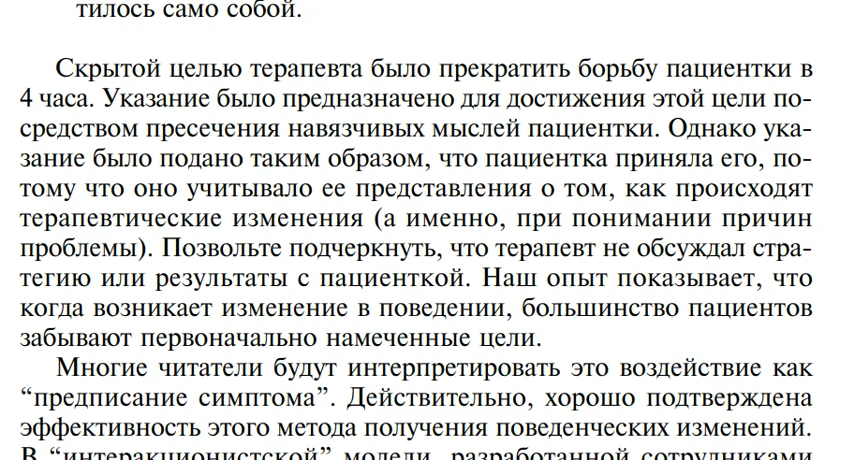 тилось само собой.
Скрытой целью терапевта было прекратить борьбу пациентки в
4 часа. Указание было предназначено для достижения этой цели по-
средством пресечения навязчивых мыслей пациентки. Однако ука-
зание было подано таким образом, что пациентка приняла его, по-
тому что оно учитывало ее представления о том, как происходят
терапевтические изменения (а именно, при понимании причин
проблемы). Позвольте подчеркнуть, что терапевт не обсуждал стра-
тегию или результаты с пациенткой. Наш опыт показывает, что
когда возникает изменение в поведении, большинство пациентов
забывают первоначально намеченные цели.
Многие читатели будут интерпретировать это воздействие как
“предписание симптома”. Действительно, хорошо подтверждена
эффективность этого метода получения поведенческих изменений.
В “интеракционистской” модели, разработанной сотрудниками